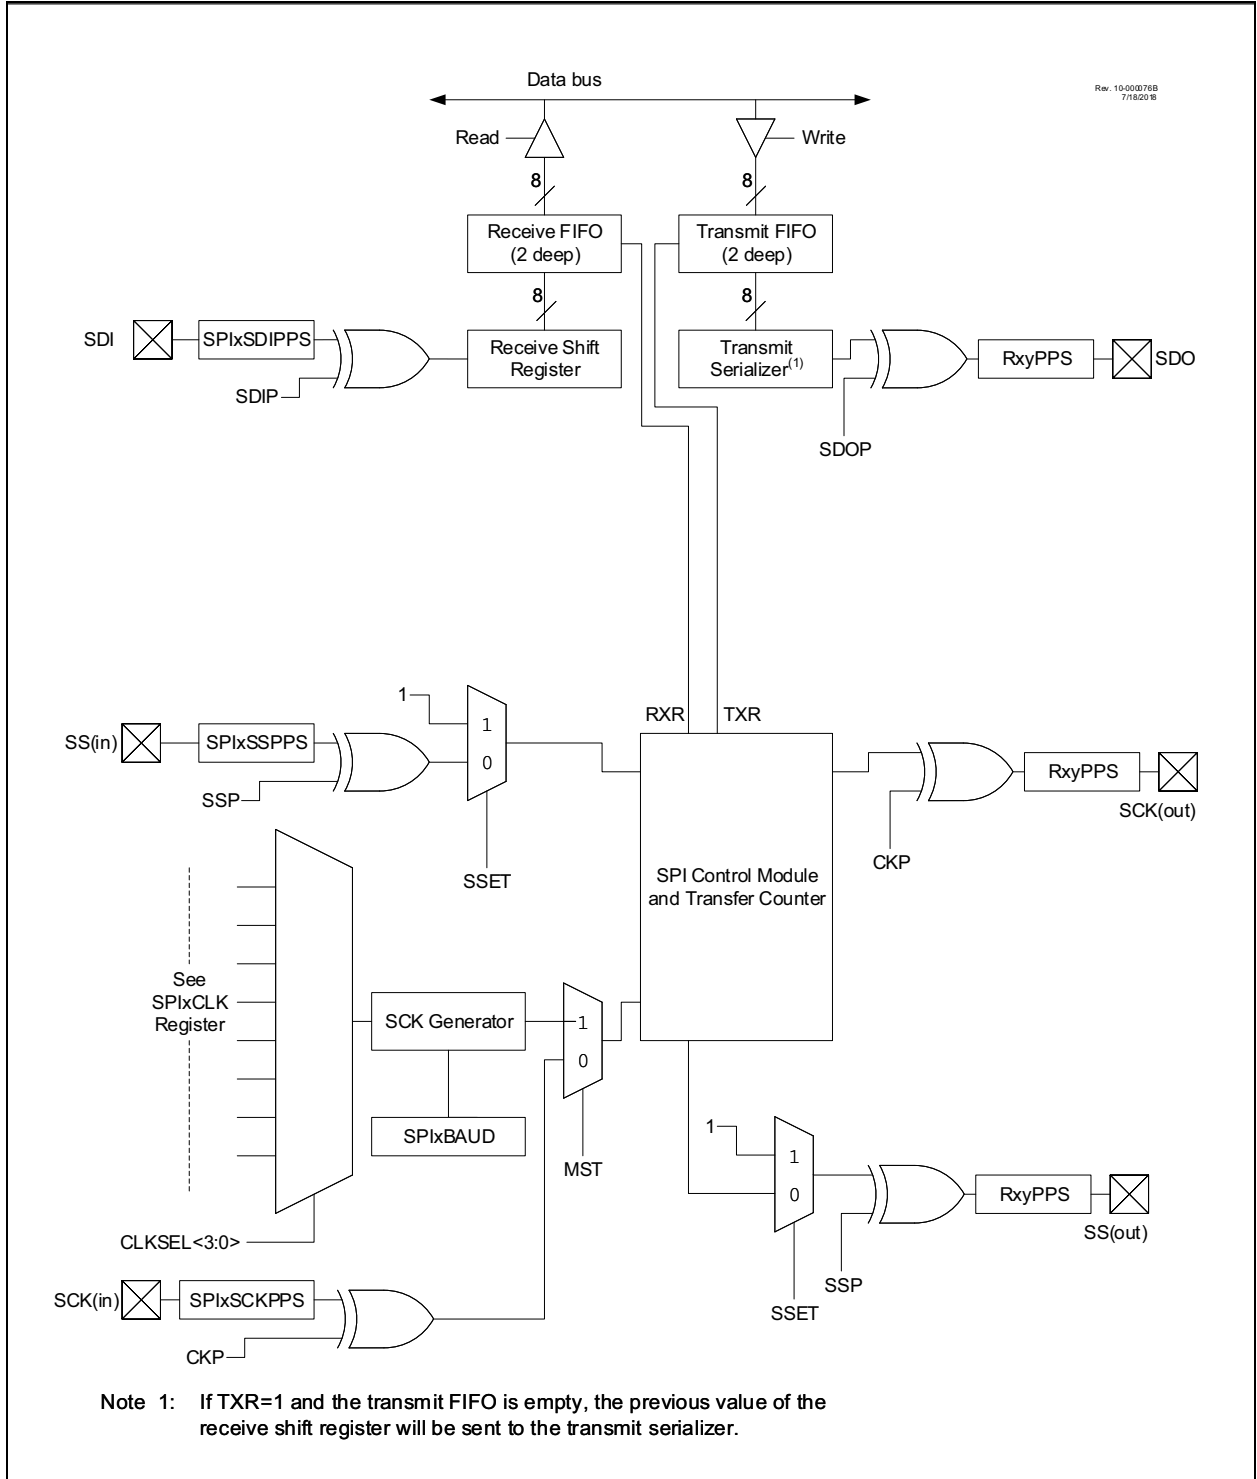 Data bus
Rev. 10-000076B
7/18/2018
Read
Write
8
8
Receive FIFO
(2 deep)
Transmit FIFO
(2 deep)
8
8
SDI
SPIxSDIPPS
SDIP
Receive Shift
Register
Transmit
Serializer(1)
RxyPPS
SDO
SDOP
RXR
TXR
1
SS(in)
SPIxSSPPS
SSP
1
0
SSET
RxyPPS
SCK(out)
CKP
SPI Control Module
and Transfer Counter
See
SPIxCLK
Register
SCK Generator
1
0
SPIxBAUD
MST
CLKSEL<3:0>
1
1
0
RxyPPS
SS(out)
SSP
SSET
SCK(in)
SPIxSCKPPS
CKP
Note 1: If TXR=1 and the transmit FIFO is empty, the previous value of the
receive shift register will be sent to the transmit serializer.